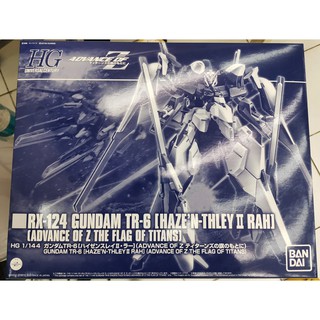 HG
ADVANCE OF Z
RX-124 GUNDAM TR-6 [HAZE'N-THLEY II RAH]
(ADVANCE OF Z THE FLAG OF TITANS)
HG 1/144 ガンダムTR-6[ハイゼンスレイⅡ・ラー](ADVANCE OF Z ティターンズの旗のもとに)
GUNDAM TR-6 [HAZE'N-THLEY II RAH] (ADVANCE OF Z THE FLAG OF TITANS)
BAN
DAI